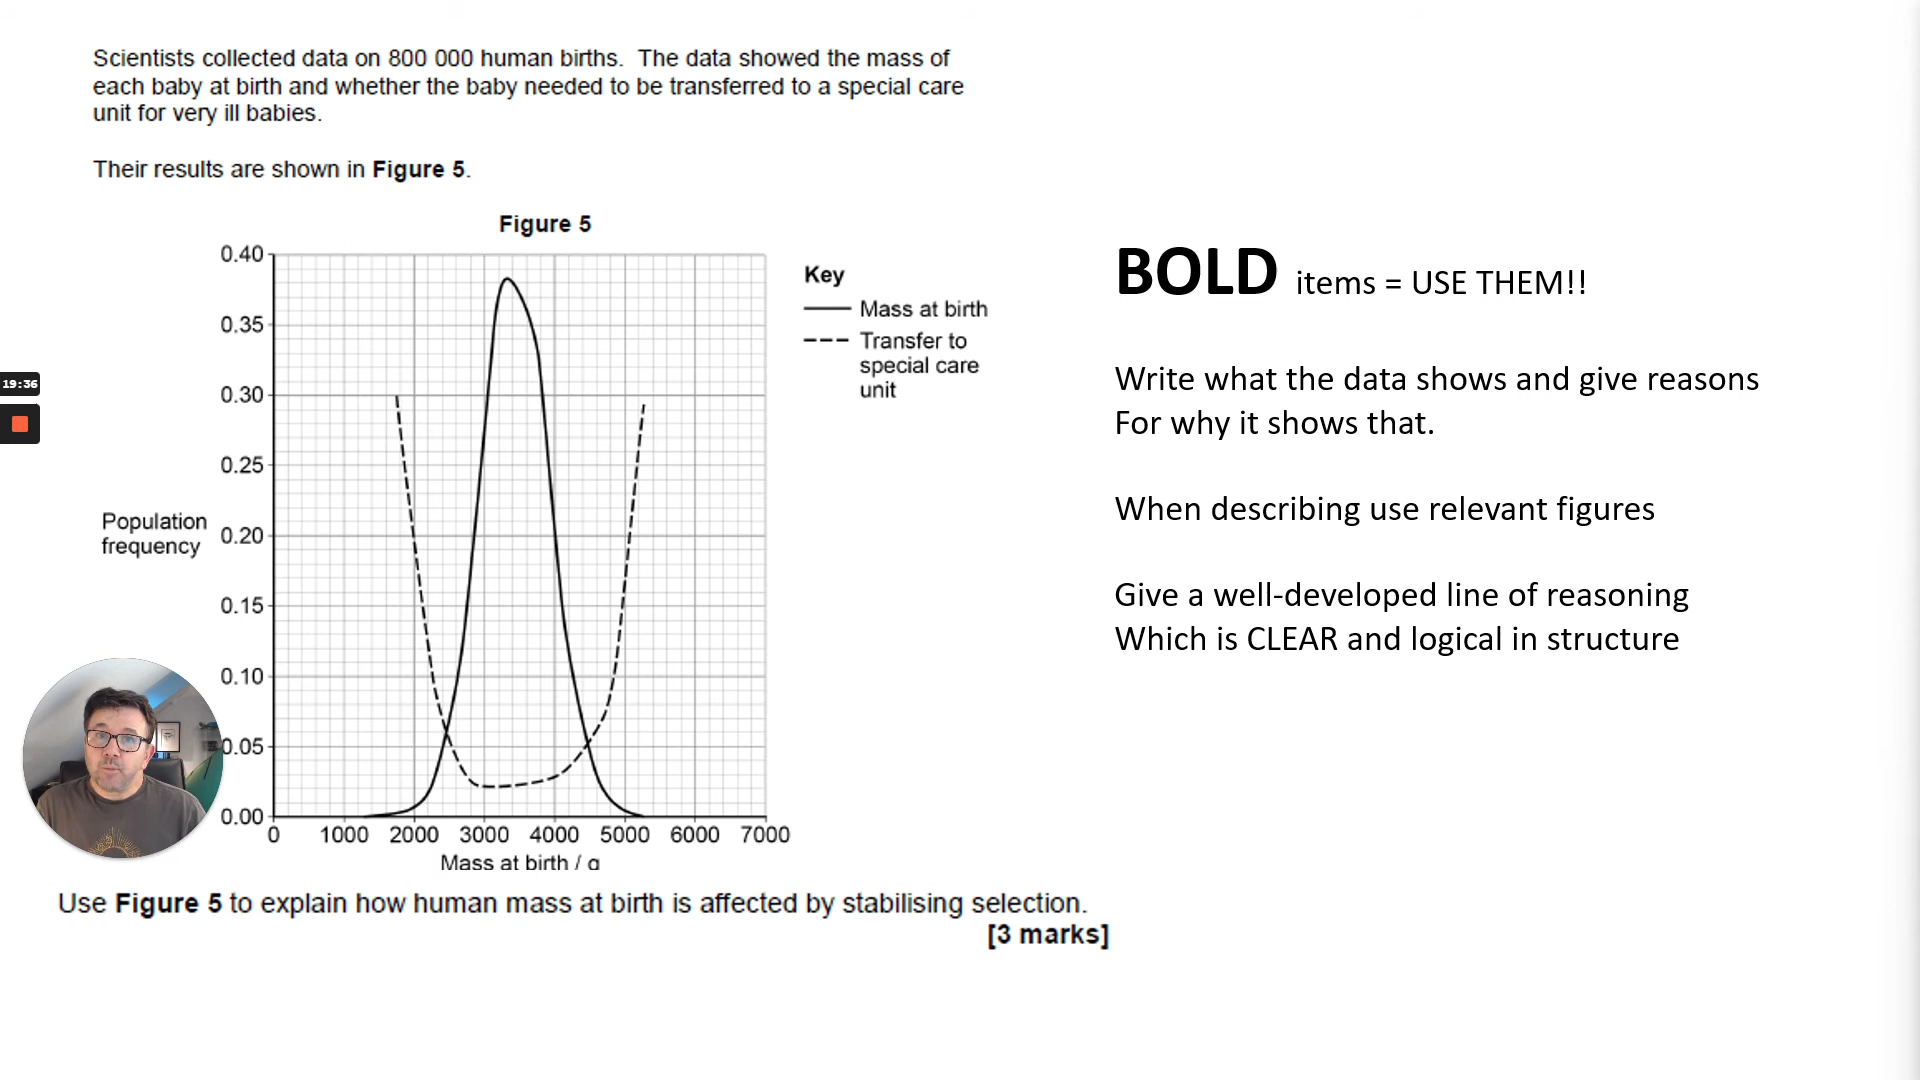 Scientists collected data on 800 000 human births. The data showed the mass of
each baby at birth and whether the baby needed to be transferred to a special care
unit for very ill babies.
Their results are shown in Figure 5.
Figure 5
0.40
0.35
0.30
0.25
0.20
0.15
0.10
0.05
0.00
Population
frequency
0 1000 2000 3000 4000 5000 6000 7000
Mass at birth / g
Key
Mass at birth
Transfer to
special care
unit
Use Figure 5 to explain how human mass at birth is affected by stabilising selection.
[3 marks]
BOLD items = USE THEM!!
Write what the data shows and give reasons
For why it shows that.
When describing use relevant figures
Give a well-developed line of reasoning
Which is CLEAR and logical in structure
19:36